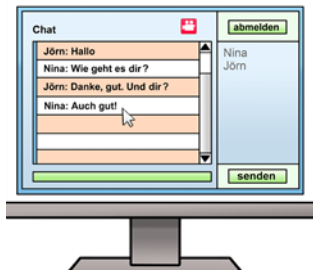 Chat
abmelden
Jörn: Hallo
Nina: Wie geht es dir?
Jörn: Danke, gut. Und dir?
Nina: Auch gut!
Nina
Jörn
senden